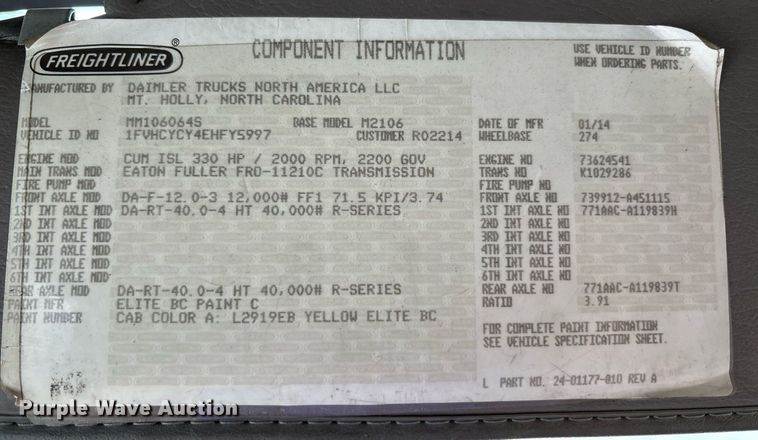 FREIGHTLINER ®
COMPONENT INFORMATION
USE VEHICLE ID NUMBER
WHEN ORDERING PARTS.
MANUFACTURED BY DAIMLER TRUCKS NORTH AMERICA LLC
MT. HOLLY, NORTH CAROLINA
MODEL MM106064S BASE MODEL M2106 DATE OF MFR 01/14
VEHICLE ID NO 1FVHCYCY4EHFY5997 CUSTOMER R02214 WHEELBASE 274
ENGINE MOD CUM ISL 330 HP / 2000 RPM, 2200 GOV ENGINE NO 73624541
MAIN TRANS MOD EATON FULLER FRO-11210C TRANSMISSION TRANS NO K1029286
FIRE PUMP MOD FIRE PUMP NO
FRONT AXLE MOD DA-F-12.0-3 12,000# FF1 71.5 KPI/3.74 FRONT AXLE NO 739912-A451115
1ST INT AXLE MOD DA-RT-40.0-4 HT 40,000# R-SERIES 1ST INT AXLE NO 771AAC-A119839H
2ND INT AXLE MOD 2ND INT AXLE NO
3RD INT AXLE MOD 3RD INT AXLE NO
4TH INT AXLE MOD 4TH INT AXLE NO
5TH INT AXLE MOD 5TH INT AXLE NO
6TH INT AXLE MOD 6TH INT AXLE NO
REAR AXLE MOD DA-RT-40.0-4 HT 40,000# R-SERIES REAR AXLE NO 771AAC-A119839T
PAINT MFR ELITE BC PAINT C RATIO 3.91
PAINT NUMBER CAB COLOR A: L2919EB YELLOW ELITE BC
FOR COMPLETE PAINT INFORMATION
SEE VEHICLE SPECIFICATION SHEET.
L PART NO. 24-01177-010 REV A
Purple Wave Auction